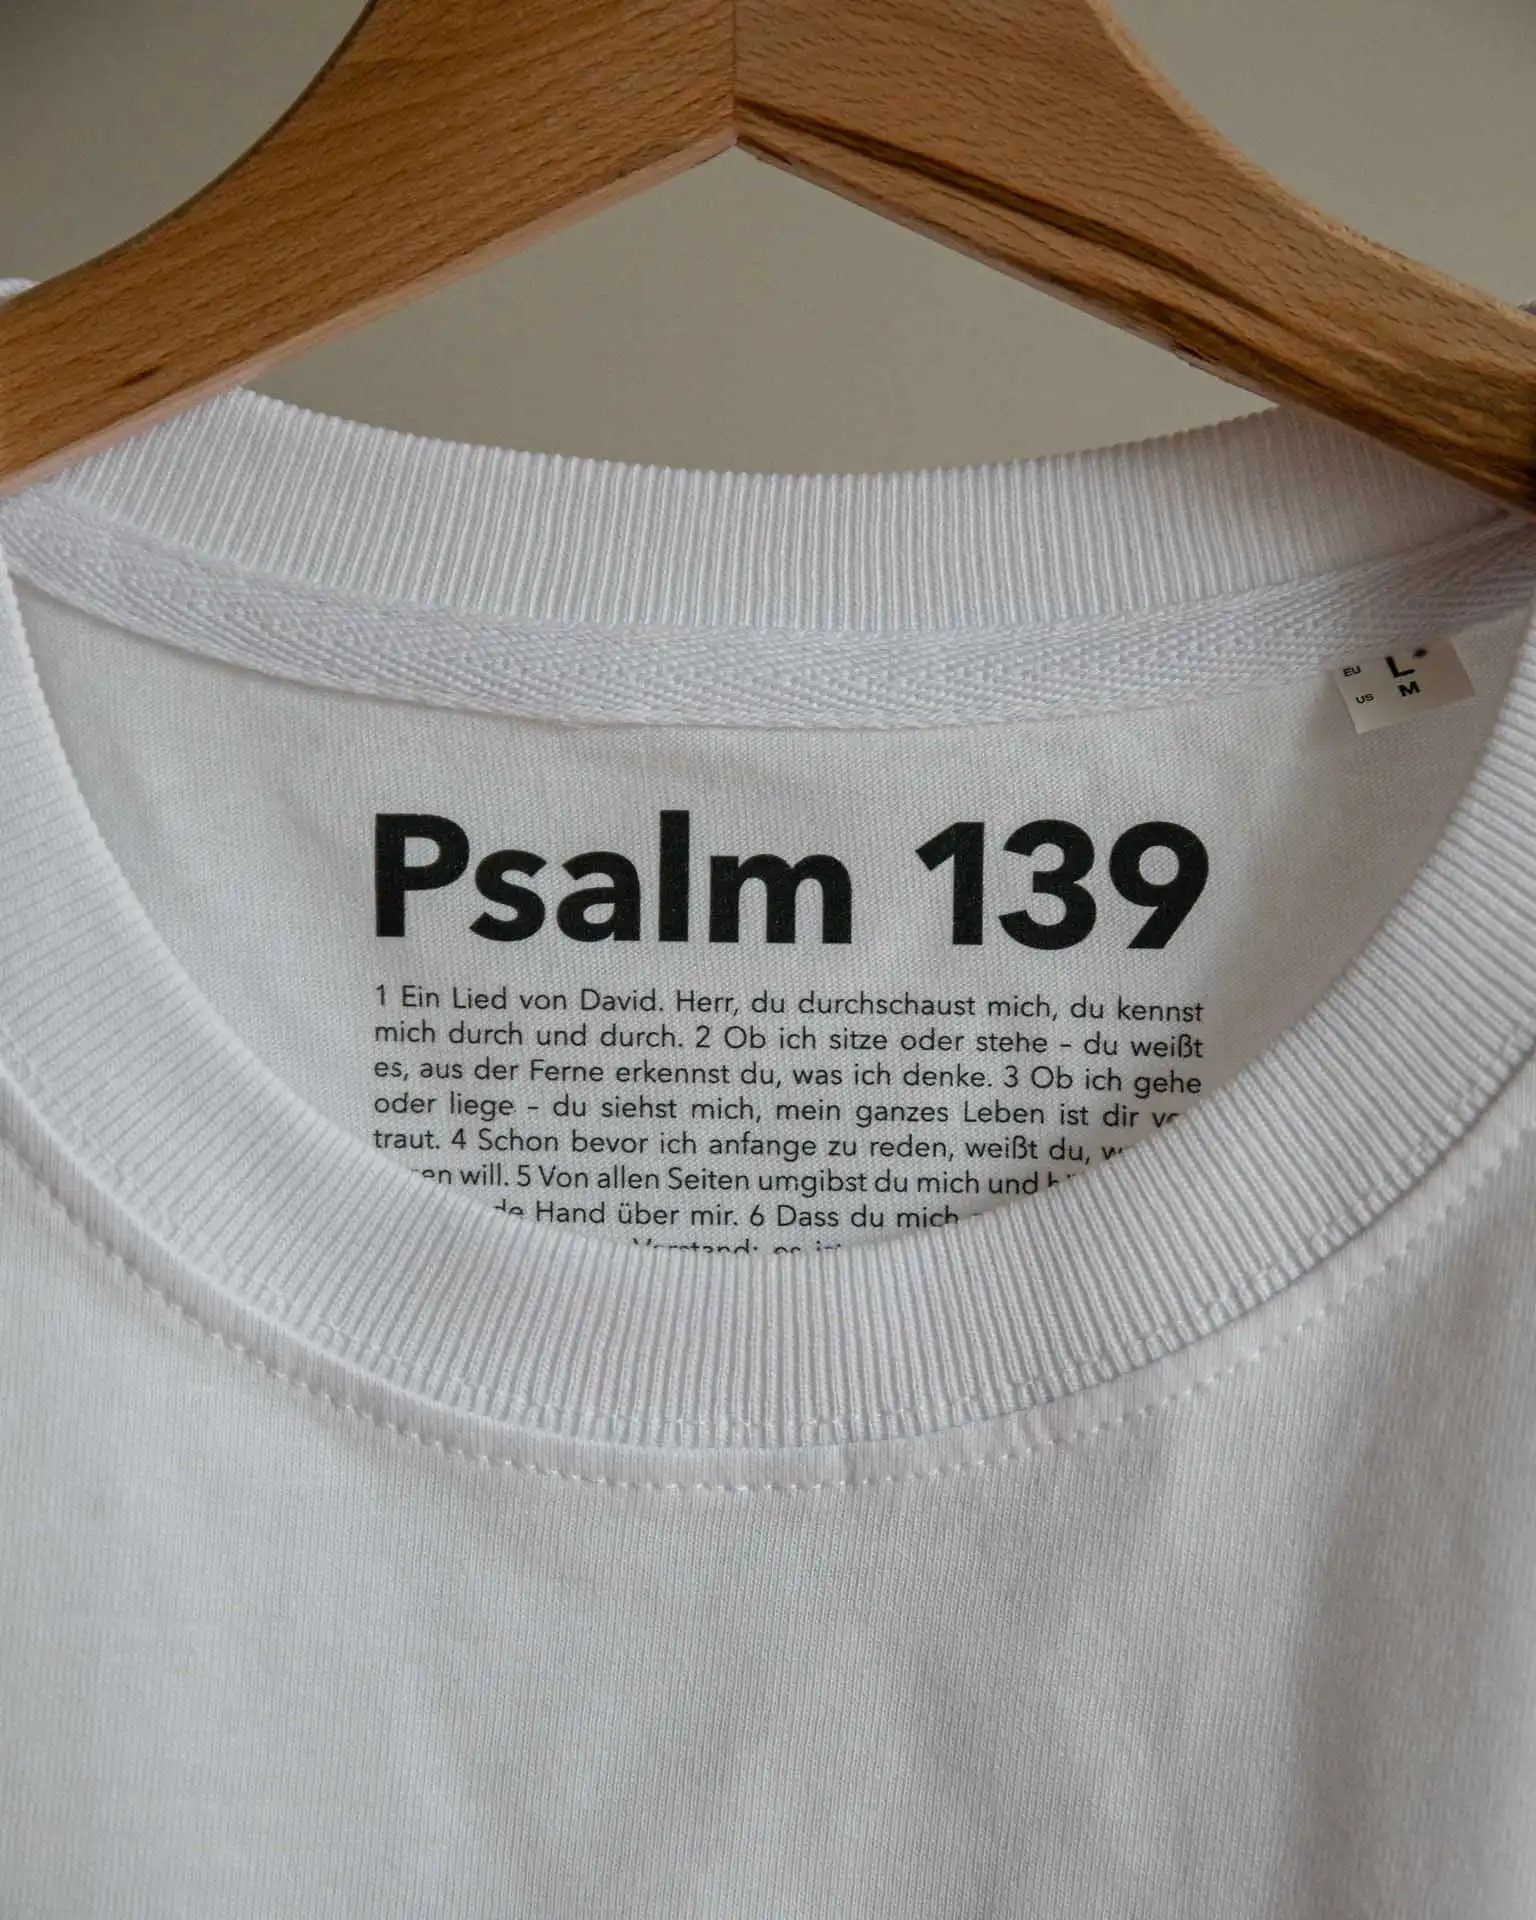 EU L*
US M
Psalm 139
1 Ein Lied von David. Herr, du durchschaust mich, du kennst
mich durch und durch. 2 Ob ich sitze oder stehe – du weißt
es, aus der Ferne erkennst du, was ich denke. 3 Ob ich gehe
oder liege – du siehst mich, mein ganzes Leben ist dir
traut. 4 Schon bevor ich anfange zu reden, weißt du,
will. 5 Von allen Seiten umgibst du mich und
Hand über mir. 6 Dass du mich